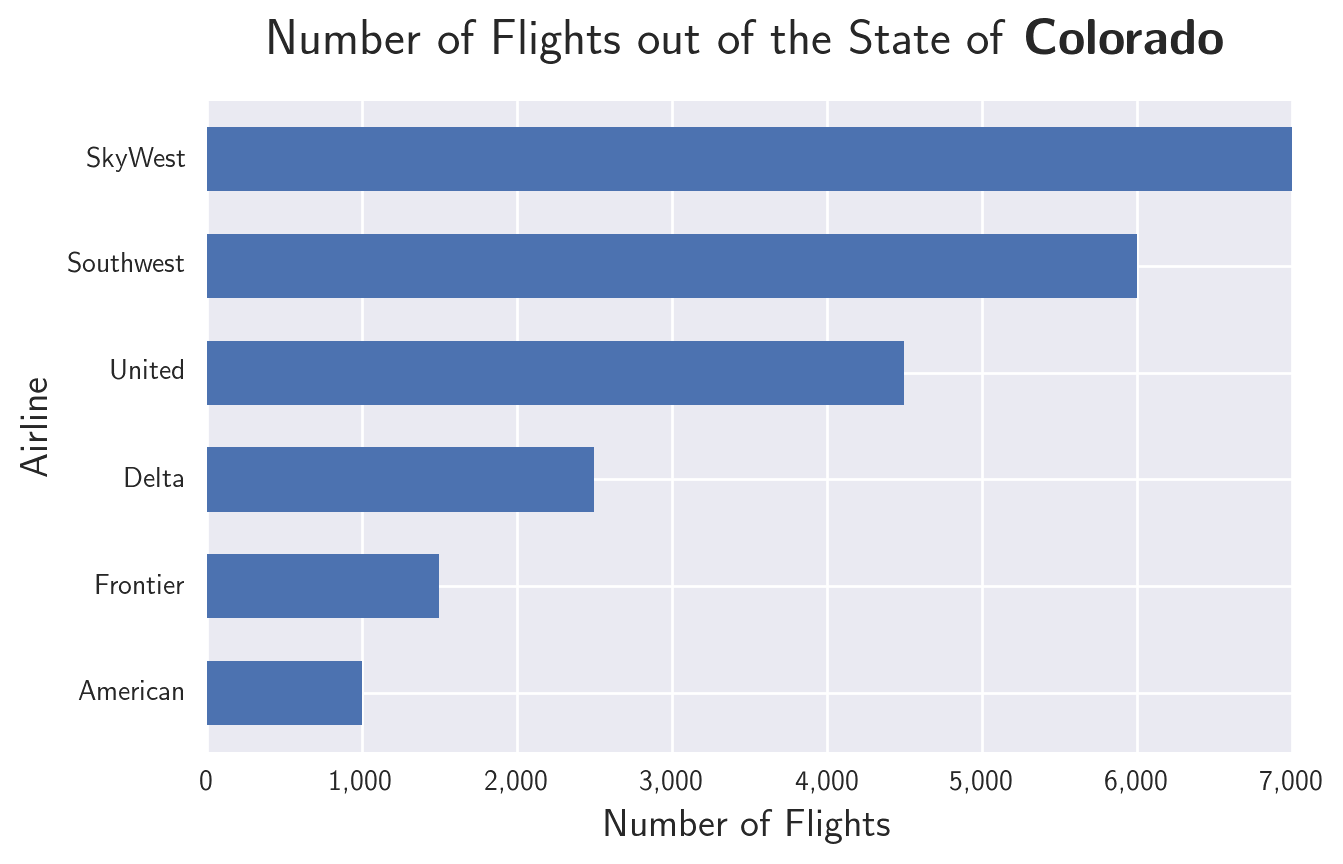 Number of Flights out of the State of Colorado
SkyWest
Southwest
United
Delta
Frontier
American
Airline
0 1,000 2,000 3,000 4,000 5,000 6,000 7,000
Number of Flights